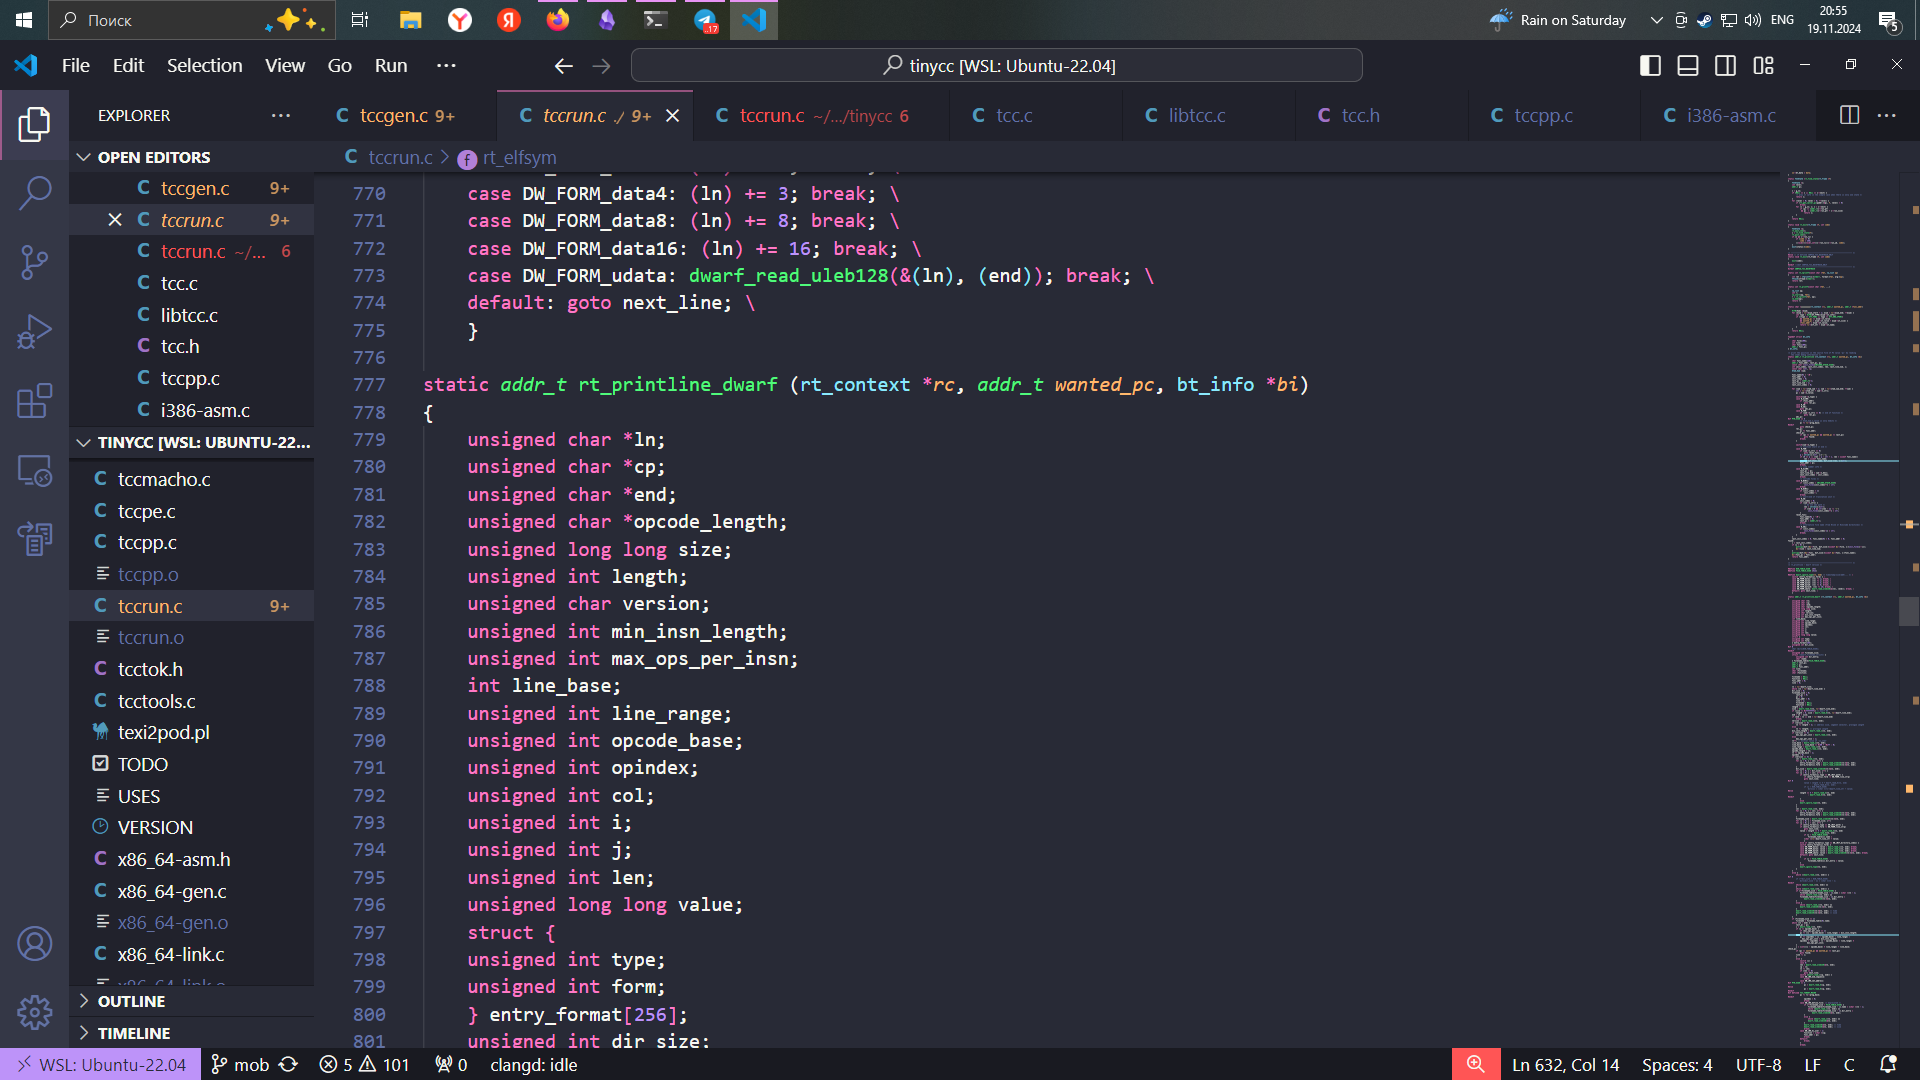 Поиск
17
Rain on Saturday
ENG
20:55
19.11.2024
5
File Edit Selection View Go Run ···
tinycc [WSL: Ubuntu-22.04]
EXPLORER
tccgen.c 9+
tccrun.c ./ 9+
tccrun.c ~/.../tinycc 6
tcc.c
libtcc.c
tcc.h
tccpp.c
i386-asm.c
OPEN EDITORS
tccgen.c 9+
tccrun.c 9+
tccrun.c ~/... 6
tcc.c
libtcc.c
tcc.h
tccpp.c
i386-asm.c
TINYCC [WSL: UBUNTU-22...
tccmacho.c
tccpe.c
tccpp.c
tccpp.o
tccrun.c 9+
tccrun.o
tcctok.h
tcctools.c
texi2pod.pl
TODO
USES
VERSION
x86_64-asm.h
x86_64-gen.c
x86_64-gen.o
x86_64-link.c
x86_64-link.o
OUTLINE
TIMELINE
tccrun.c > rt_elfsym
770 case DW_FORM_data4: (ln) += 3; break; \
771 case DW_FORM_data8: (ln) += 8; break; \
772 case DW_FORM_data16: (ln) += 16; break; \
773 case DW_FORM_udata: dwarf_read_uleb128(&(ln), (end)); break; \
774 default: goto next_line; \
775 }
776
777 static addr_t rt_printline_dwarf (rt_context *rc, addr_t wanted_pc, bt_info *bi)
778 {
779 unsigned char *ln;
780 unsigned char *cp;
781 unsigned char *end;
782 unsigned char *opcode_length;
783 unsigned long long size;
784 unsigned int length;
785 unsigned char version;
786 unsigned int min_insn_length;
787 unsigned int max_ops_per_insn;
788 int line_base;
789 unsigned int line_range;
790 unsigned int opcode_base;
791 unsigned int opindex;
792 unsigned int col;
793 unsigned int i;
794 unsigned int j;
795 unsigned int len;
796 unsigned long long value;
797 struct {
798 unsigned int type;
799 unsigned int form;
800 } entry_format[256];
801 unsigned int dir_size;
WSL: Ubuntu-22.04 mob 5 101 0 clangd: idle
Ln 632, Col 14 Spaces: 4 UTF-8 LF C